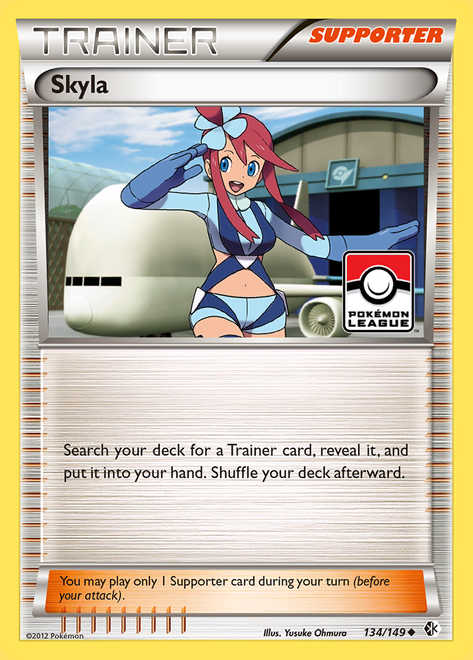 TRAINER
SUPPORTER
Skyla
POKÉMON
LEAGUE
Search your deck for a Trainer card, reveal it, and
put it into your hand. Shuffle your deck afterward.
You may play only 1 Supporter card during your turn (before
your attack).
©2012 Pokémon
Illus. Yusuke Ohmura
134/149